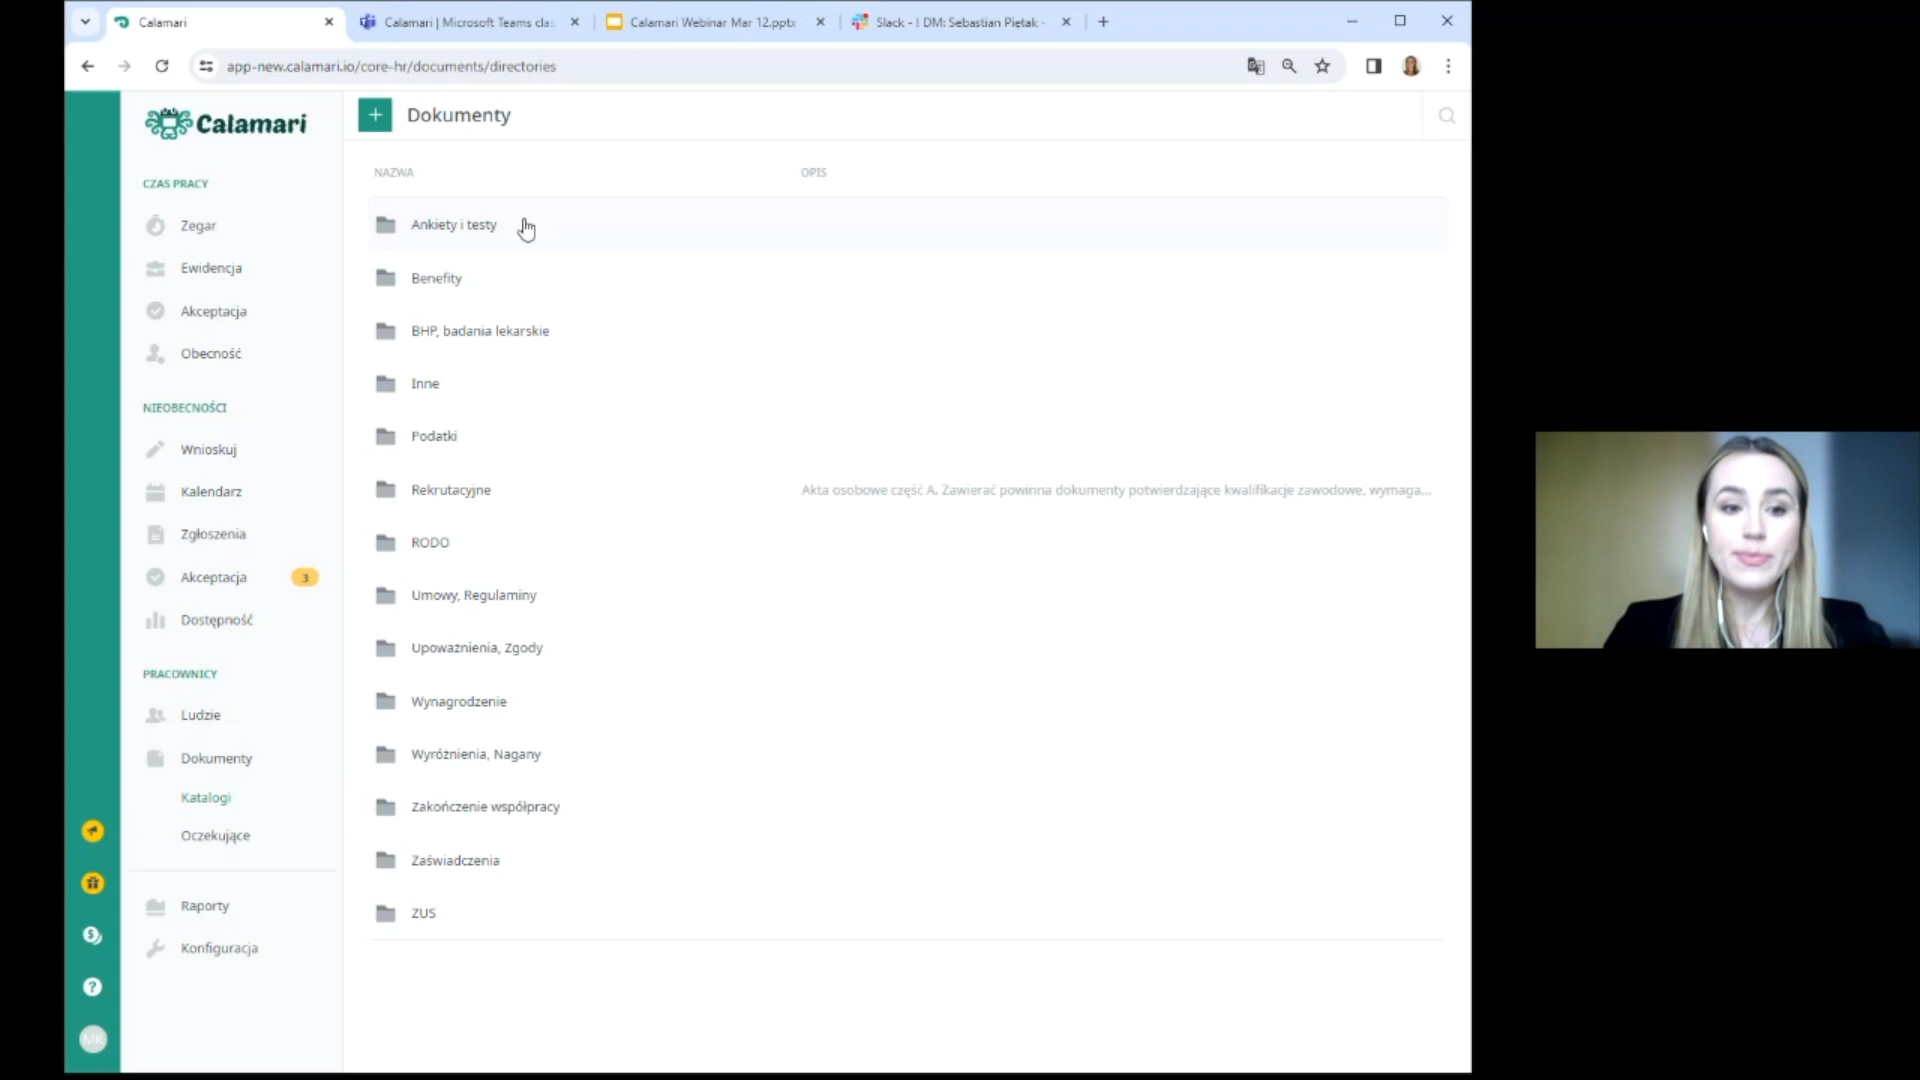 Calamari
Calamari | Microsoft Teams clas
Calamari Webinar Mar 12.pptx
Slack - ! DM: Sebastian Piętak -
app-new.calamari.io/core-hr/documents/directories
Calamari
Dokumenty
NAZWA OPIS
CZAS PRACY
Zegar
Ewidencja
Akceptacja
Obecność
NIEOBECNOŚCI
Wnioskuj
Kalendarz
Zgłoszenia
Akceptacja 3
Dostępność
PRACOWNICY
Ludzie
Dokumenty
Katalogi
Oczekujące
Raporty
Konfiguracja
MK
Ankiety i testy
Benefity
BHP, badania lekarskie
Inne
Podatki
Rekrutacyjne Akta osobowe część A. Zawierać powinna dokumenty potwierdzające kwalifikacje zawodowe, wymaga...
RODO
Umowy, Regulaminy
Upoważnienia, Zgody
Wynagrodzenie
Wyróżnienia, Nagany
Zakończenie współpracy
Zaświadczenia
ZUS